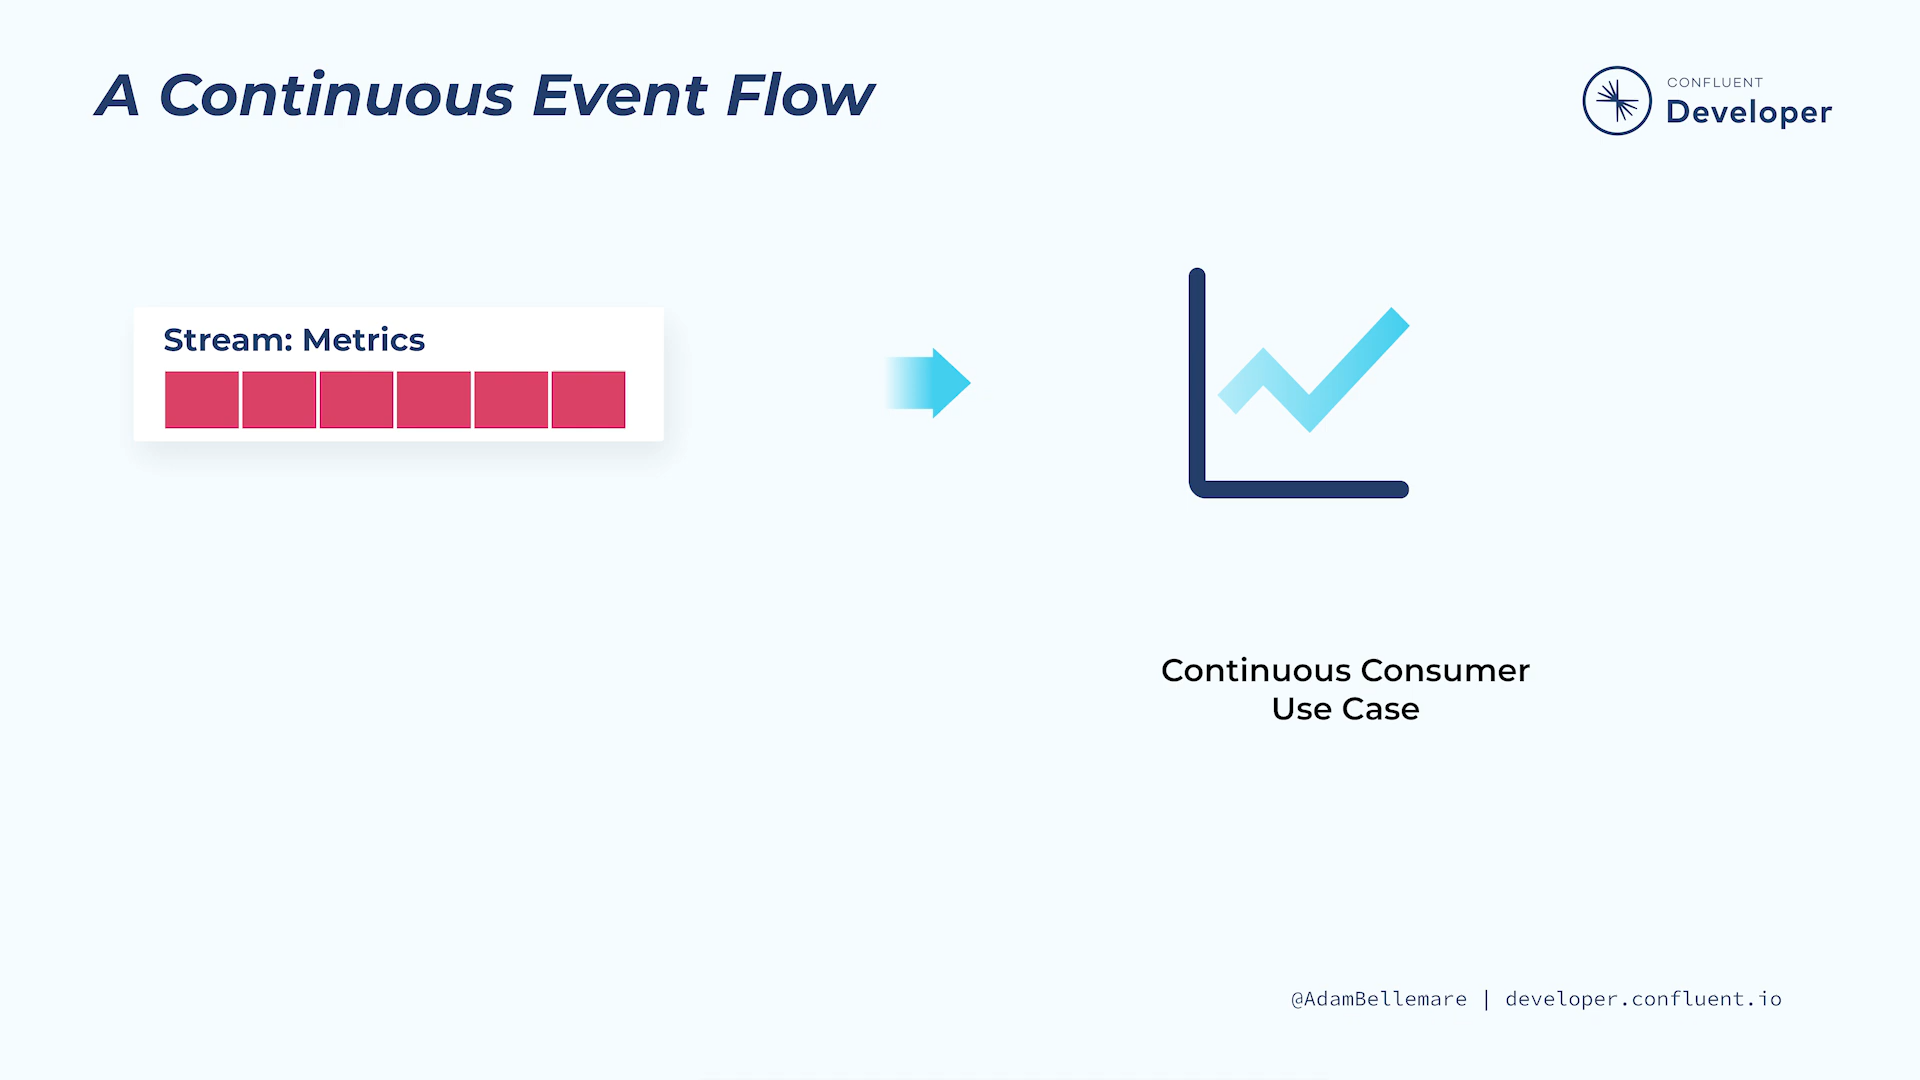 A Continuous Event Flow
CONFLUENT
Developer
Stream: Metrics
Continuous Consumer
Use Case
@AdamBellemare | developer.confluent.io